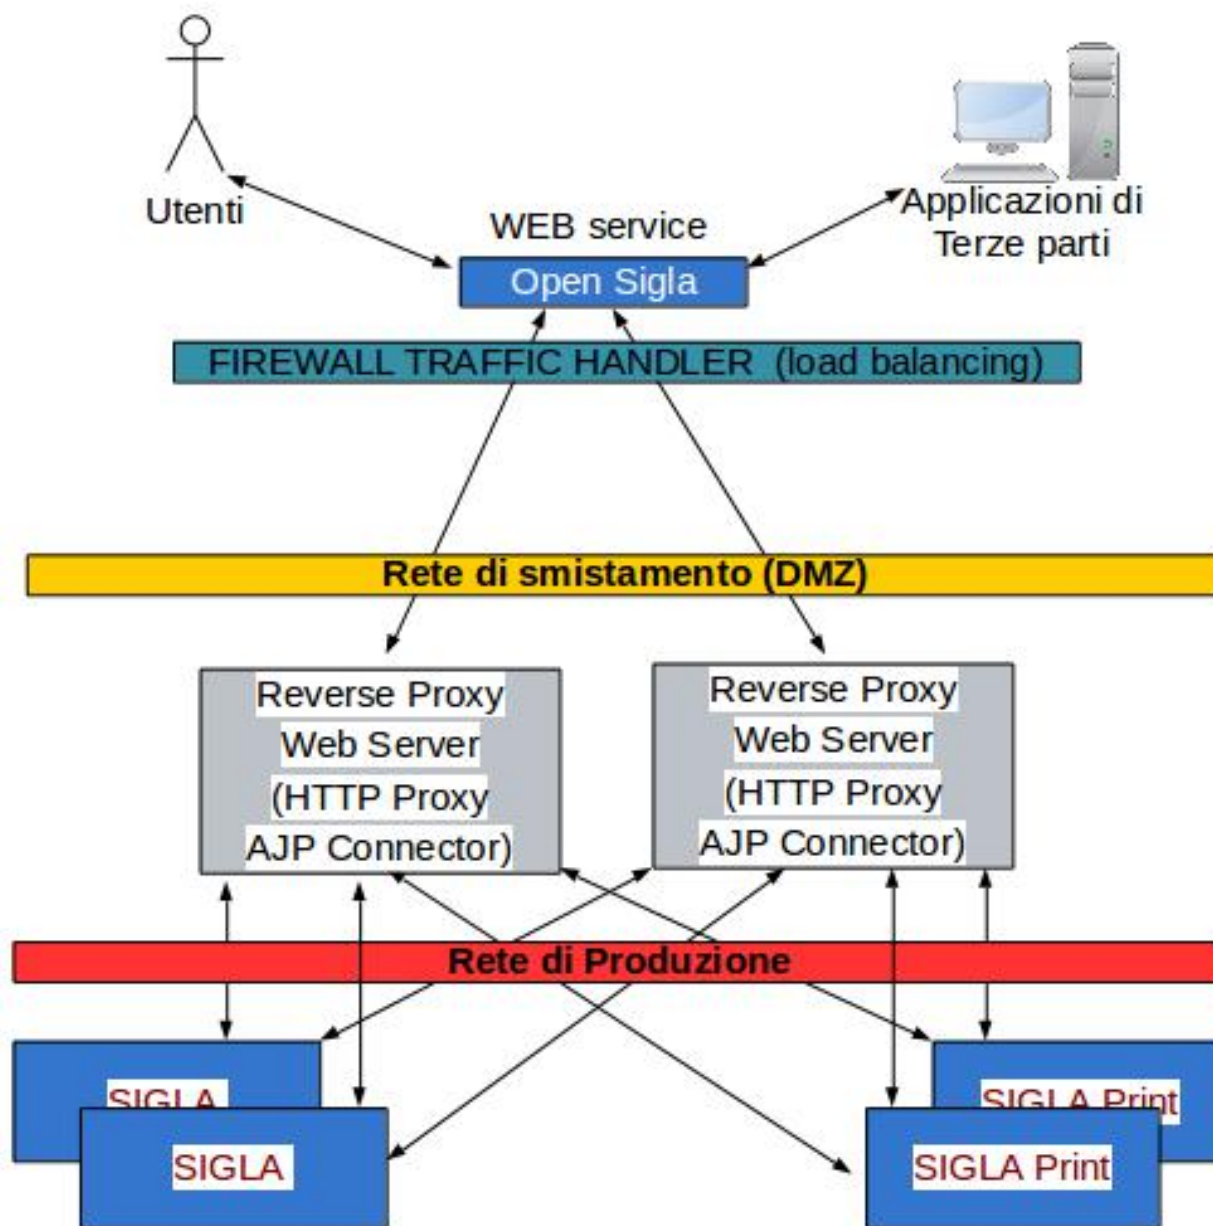 Utenti
Applicazioni di
Terze parti
WEB service
Open Sigla
FIREWALL TRAFFIC HANDLER (load balancing)
Rete di smistamento (DMZ)
Reverse Proxy
Web Server
(HTTP Proxy
AJP Connector)
Reverse Proxy
Web Server
(HTTP Proxy
AJP Connector)
Rete di Produzione
SIGLA
SIGLA
SIGLA Print
SIGLA Print